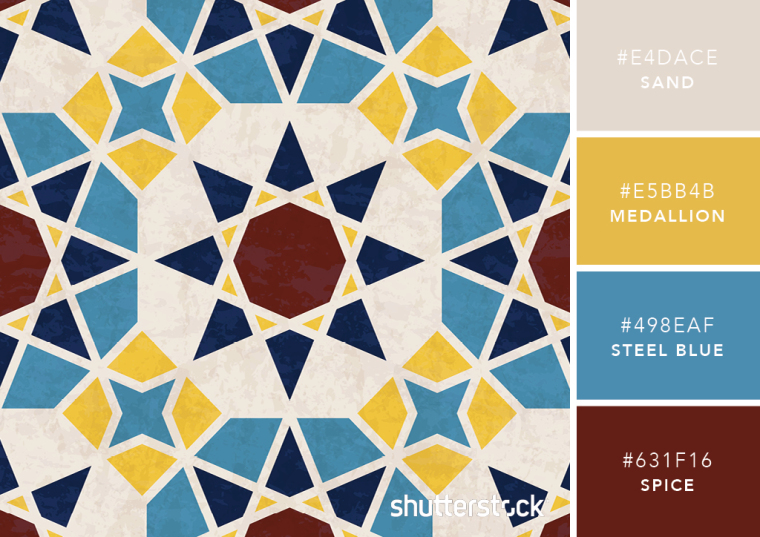 #E4DACE
SAND
#E5BB4B
MEDALLION
#498EAF
STEEL BLUE
#631F16
SPICE
shutterstock